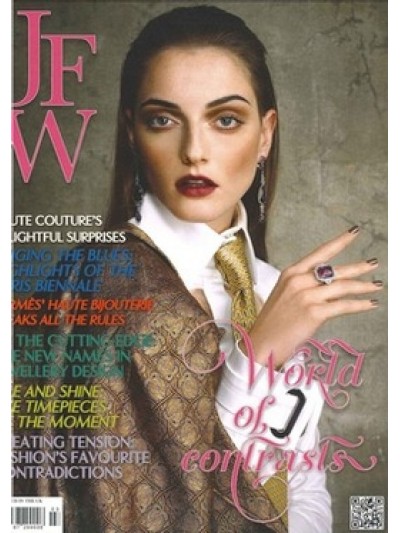 JF
W
UTE COUTURE'S
LIGHTFUL SURPRISES
NGING THE BLUES:
GHLIGHTS OF THE
RIS BIENNALE
RMÈS' HAUTE BIJOUTERIE
EAKS ALL THE RULES
THE CUTTING EDGE:
E NEW NAMES IN
WELLERY DESIGN
E AND SHINE:
E TIMEPIECES
THE MOMENT
EATING TENSION:
SHION'S FAVOURITE
ONTRADICTIONS
World
of
contrasts